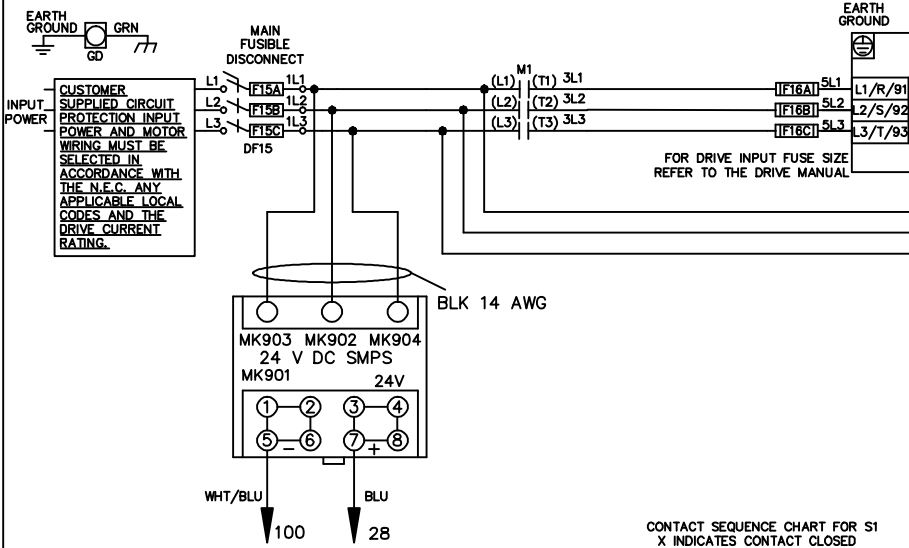 EARTH
GROUND
GRN
GD
MAIN
FUSIBLE
DISCONNECT
EARTH
GROUND
INPUT
POWER
CUSTOMER
SUPPLIED CIRCUIT
PROTECTION INPUT
POWER AND MOTOR
WIRING MUST BE
SELECTED IN
ACCORDANCE WITH
THE N.E.C. ANY
APPLICABLE LOCAL
CODES AND THE
DRIVE CURRENT
RATING.
L1 F15A 1L1
L2 F15B 1L2
L3 F15C 1L3
DF15
M1
(L1) (T1) 3L1
(L2) (T2) 3L2
(L3) (T3) 3L3
F16A 5L1 L1/R/91
F16B 5L2 L2/S/92
F16C 5L3 L3/T/93
FOR DRIVE INPUT FUSE SIZE
REFER TO THE DRIVE MANUAL
BLK 14 AWG
MK903 MK902 MK904
24 V DC SMPS
MK901
24V
1 2 3 4
5 - 6 7 + 8
WHT/BLU
BLU
100
28
CONTACT SEQUENCE CHART FOR S1
X INDICATES CONTACT CLOSED